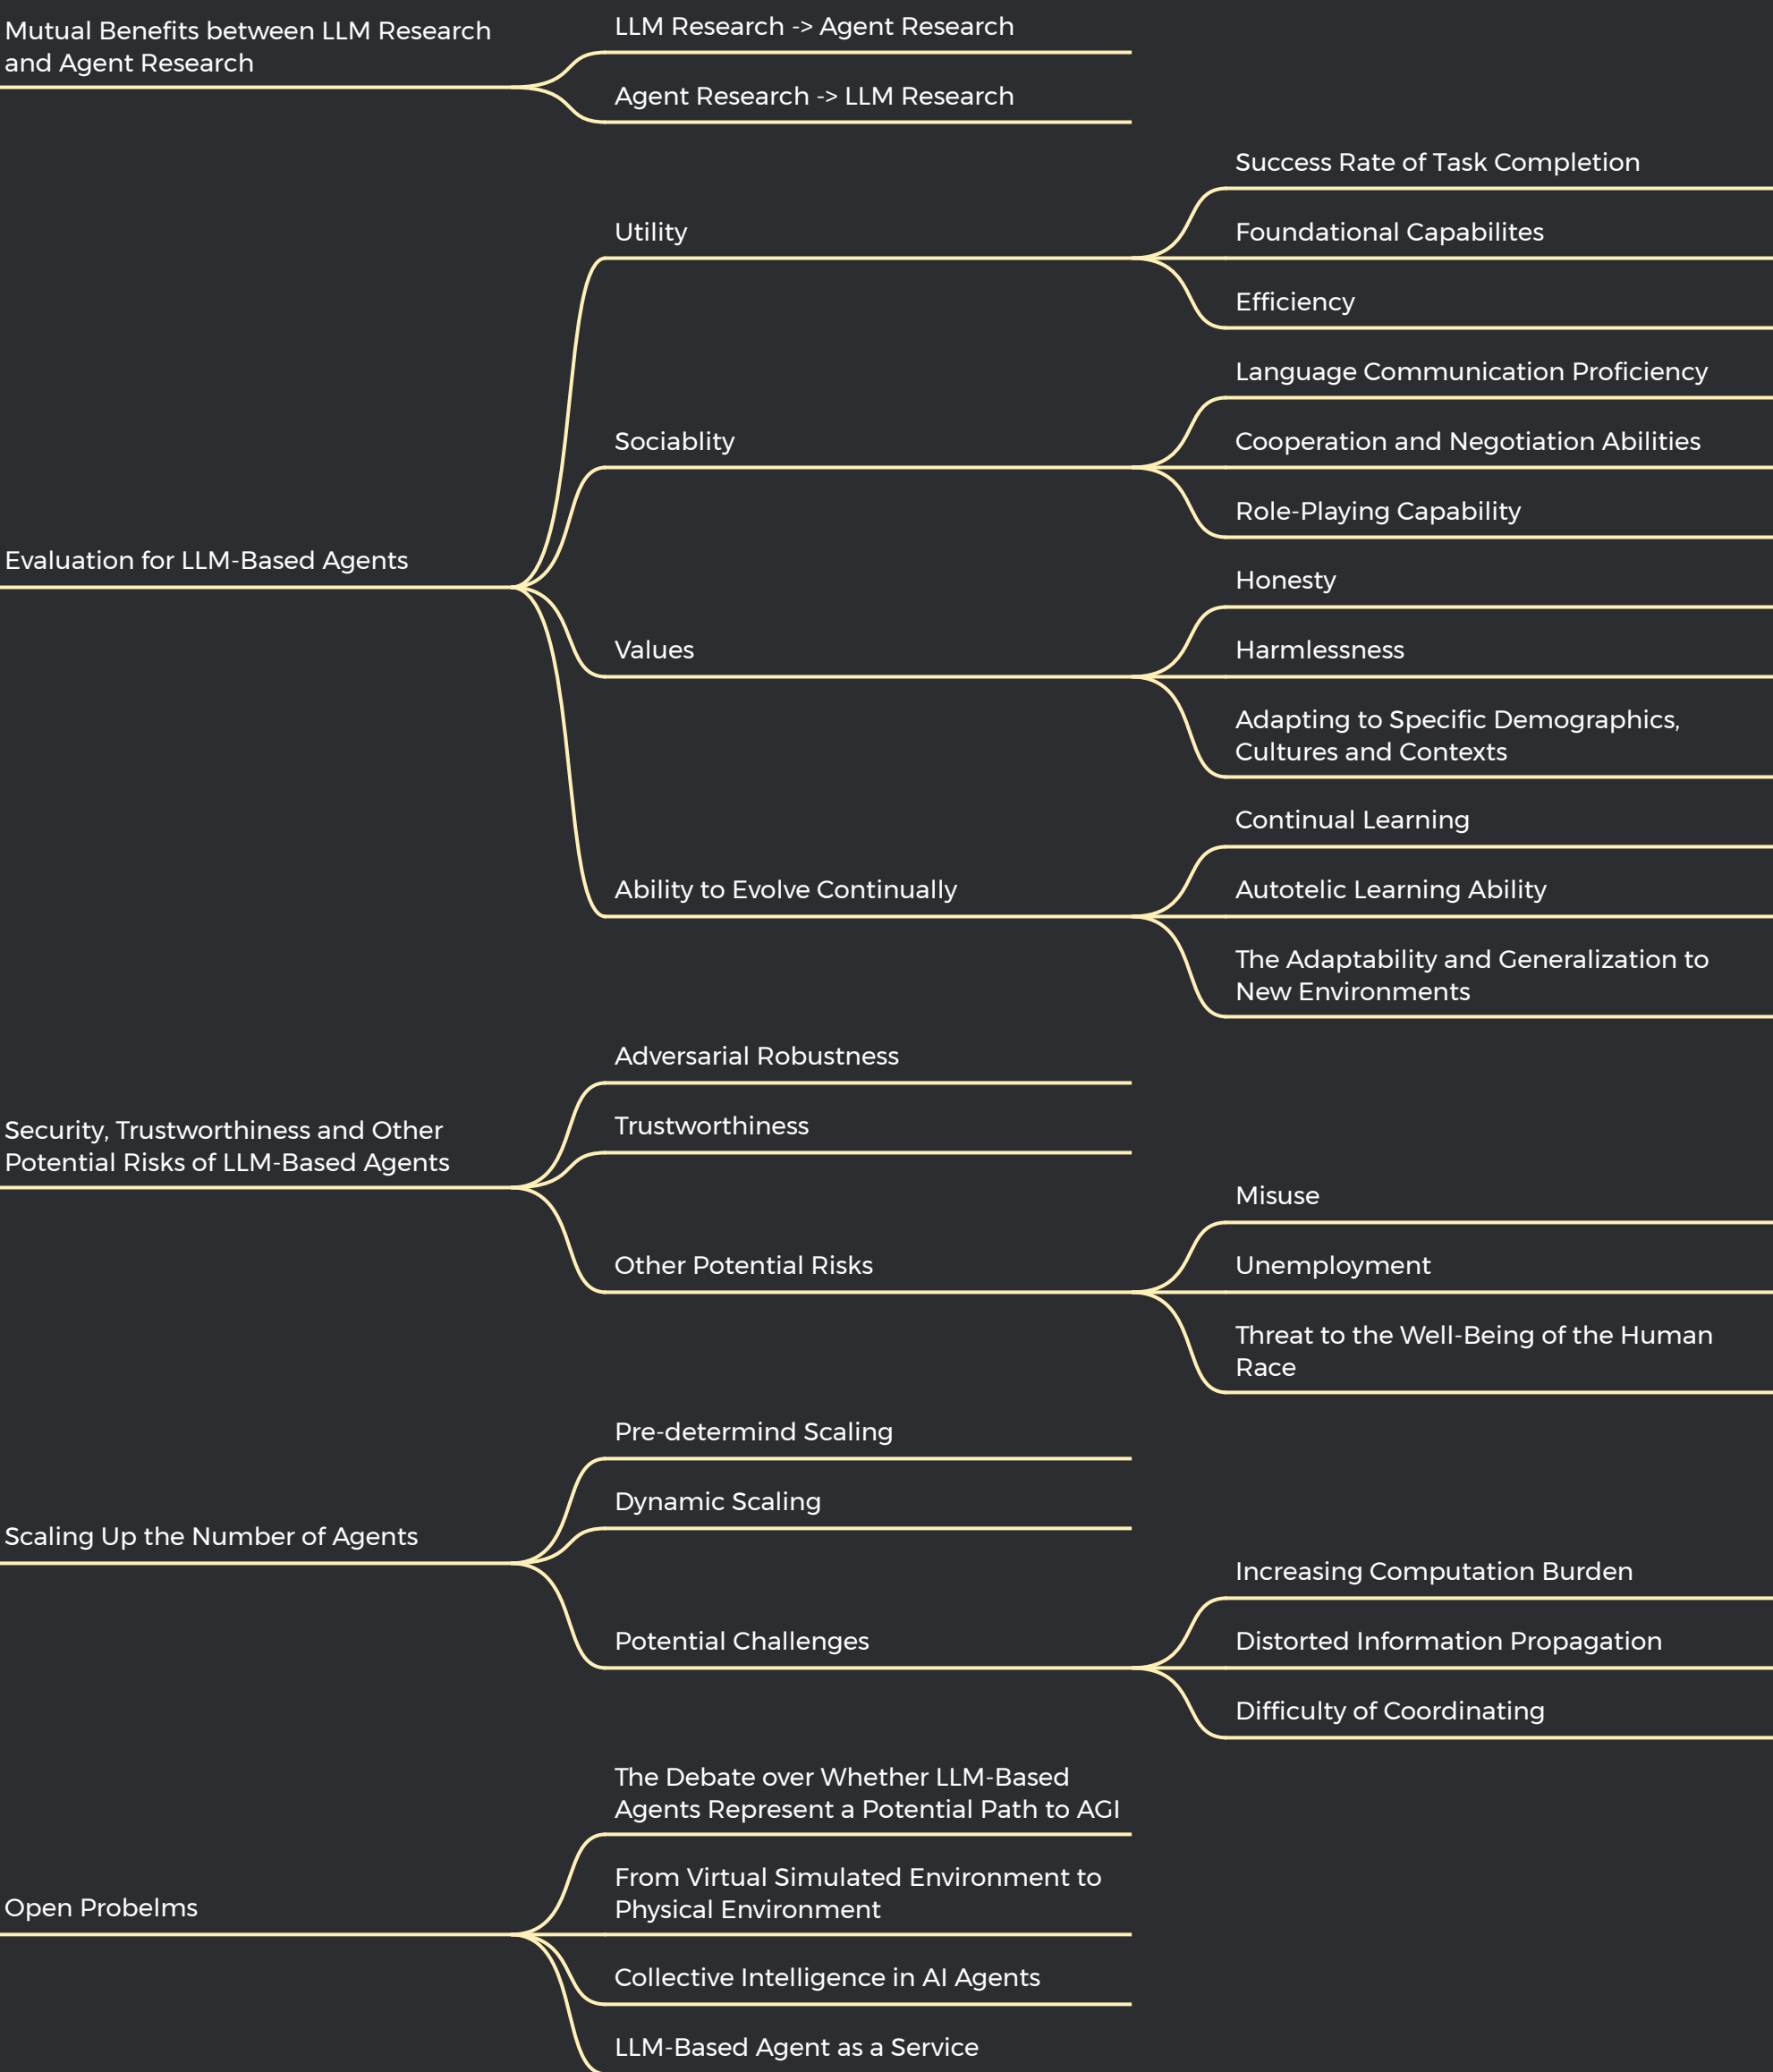 Mutual Benefits between LLM Research
and Agent Research
LLM Research -> Agent Research
Agent Research -> LLM Research
Evaluation for LLM-Based Agents
Utility
Success Rate of Task Completion
Foundational Capabilites
Efficiency
Sociablity
Language Communication Proficiency
Cooperation and Negotiation Abilities
Role-Playing Capability
Values
Honesty
Harmlessness
Adapting to Specific Demographics,
Cultures and Contexts
Ability to Evolve Continually
Continual Learning
Autotelic Learning Ability
The Adaptability and Generalization to
New Environments
Security, Trustworthiness and Other
Potential Risks of LLM-Based Agents
Adversarial Robustness
Trustworthiness
Other Potential Risks
Misuse
Unemployment
Threat to the Well-Being of the Human
Race
Scaling Up the Number of Agents
Pre-determind Scaling
Dynamic Scaling
Potential Challenges
Increasing Computation Burden
Distorted Information Propagation
Difficulty of Coordinating
Open Probelms
The Debate over Whether LLM-Based
Agents Represent a Potential Path to AGI
From Virtual Simulated Environment to
Physical Environment
Collective Intelligence in AI Agents
LLM-Based Agent as a Service